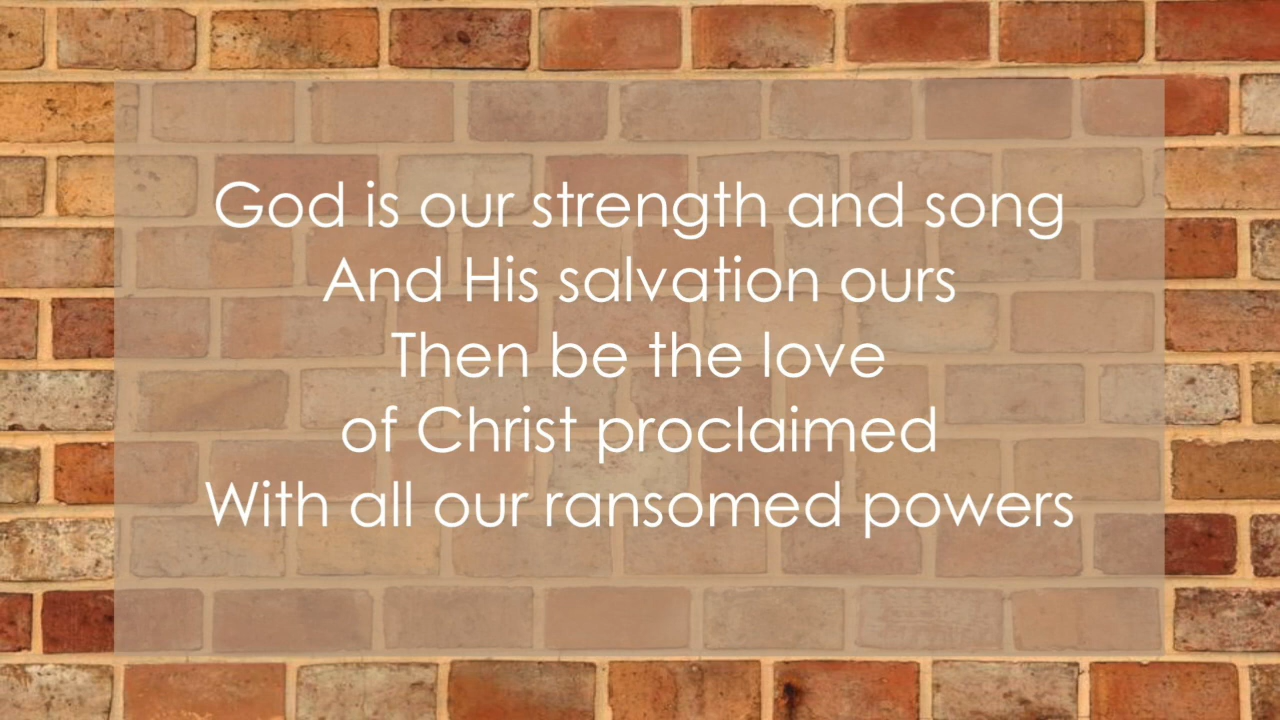 God is our strength and song
And His salvation ours
Then be the love
of Christ proclaimed
With all our ransomed powers